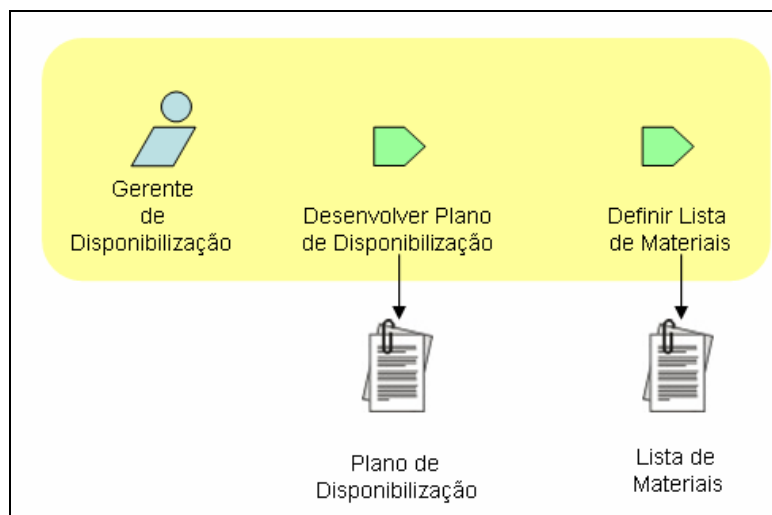 Gerente
de
Disponibilização
Desenvolver Plano
de Disponibilização
Definir Lista
de Materiais
Plano de
Disponibilização
Lista de
Materiais